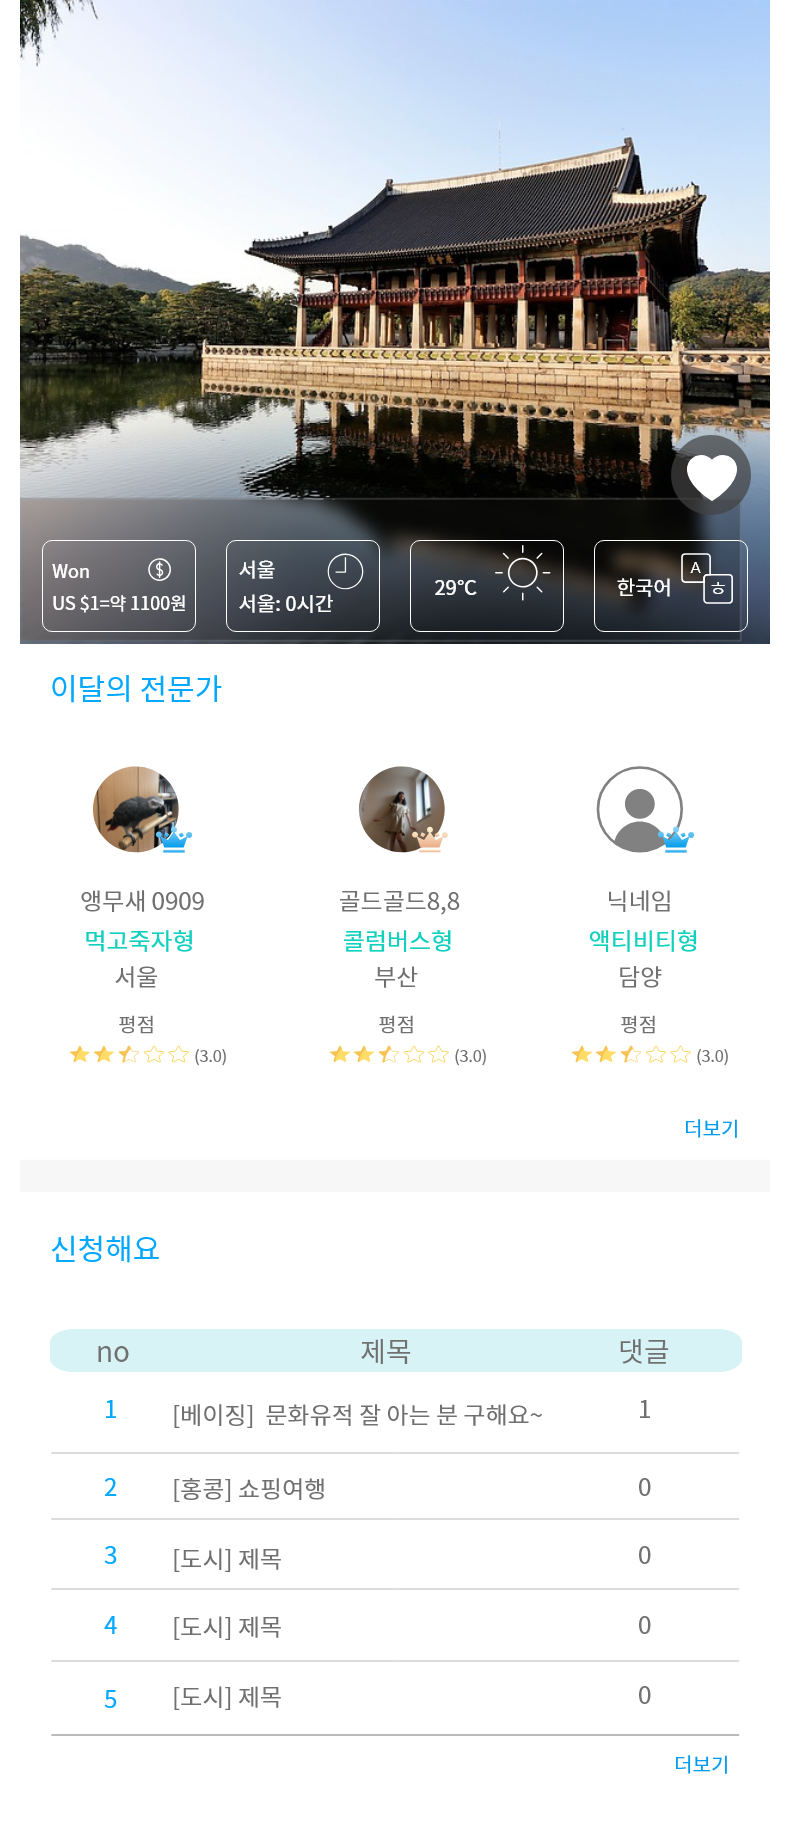 Won
US $1=약 1100원
서울
서울: 0시간
29℃
한국어
A
ㅎ
이달의 전문가
앵무새 0909
먹고죽자형
서울
평점
(3.0)
골드골드8,8
콜럼버스형
부산
평점
(3.0)
닉네임
액티비티형
담양
평점
(3.0)
더보기
신청해요
no 제목 댓글
1 [베이징] 문화유적 잘 아는 분 구해요~ 1
2 [홍콩] 쇼핑여행 0
3 [도시] 제목 0
4 [도시] 제목 0
5 [도시] 제목 0
더보기